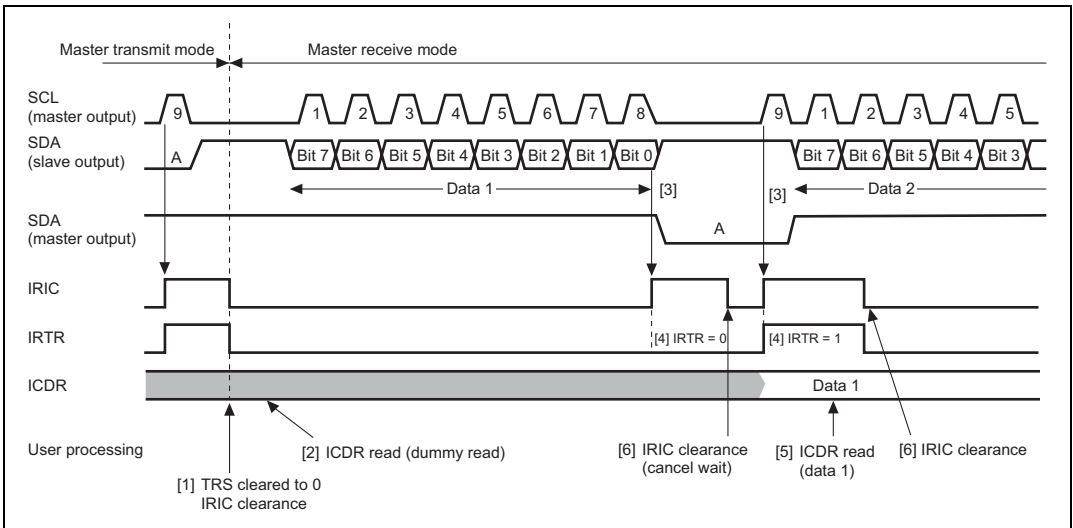 Master transmit mode Master receive mode
SCL
(master output)
9 1 2 3 4 5 6 7 8 9 1 2 3 4 5
SDA
(slave output)
A Bit 7 Bit 6 Bit 5 Bit 4 Bit 3 Bit 2 Bit 1 Bit 0 Bit 7 Bit 6 Bit 5 Bit 4 Bit 3
Data 1 [3] [3] Data 2
SDA
(master output)
A
IRIC
IRTR
[4] IRTR = 0 [4] IRTR = 1
ICDR
Data 1
User processing
[2] ICDR read (dummy read)
[6] IRIC clearance
(cancel wait)
[5] ICDR read
(data 1)
[6] IRIC clearance
[1] TRS cleared to 0
IRIC clearance